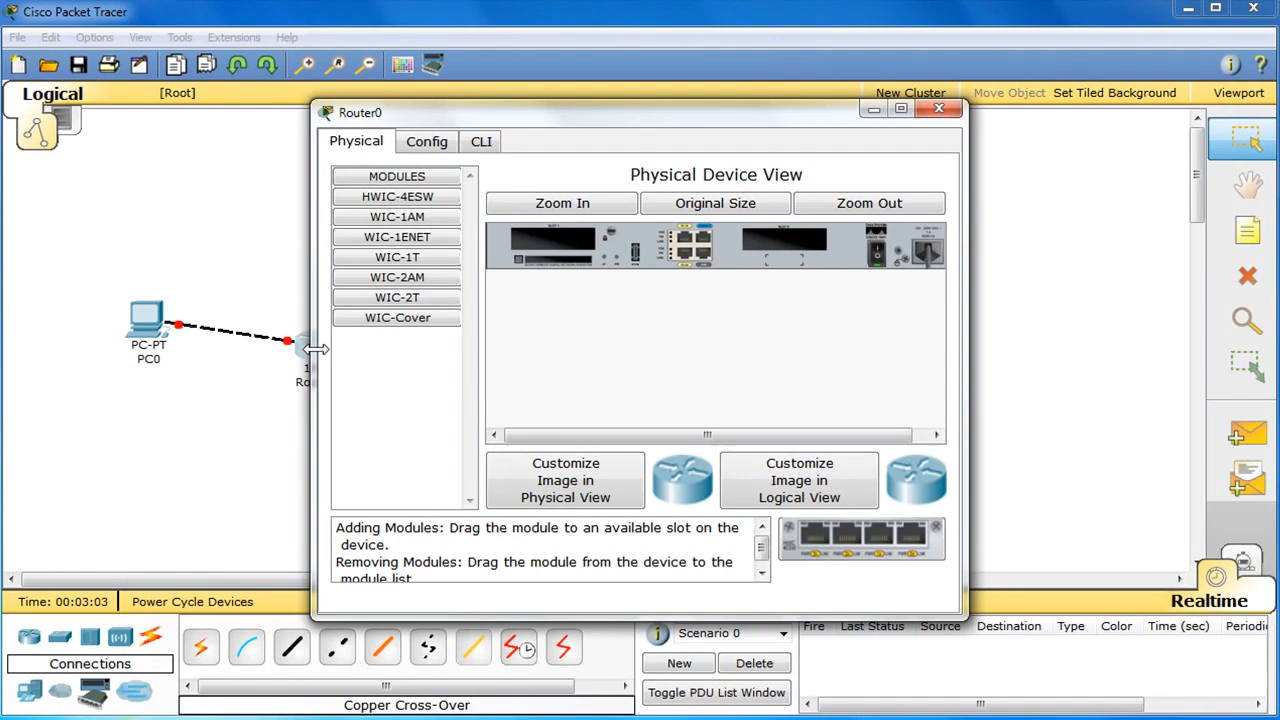 Cisco Packet Tracer
File Edit Options View Tools Extensions Help
Logical [Root] New Cluster Move Object Set Tiled Background Viewport
Router0
Physical Config CLI
MODULES
HWIC-4ESW
WIC-1AM
WIC-1ENET
WIC-1T
WIC-2AM
WIC-2T
WIC-Cover
Physical Device View
Zoom In Original Size Zoom Out
PC-PT
PC0
1
Ro
Customize
Image in
Physical View
Customize
Image in
Logical View
Adding Modules: Drag the module to an available slot on the
device.
Removing Modules: Drag the module from the device to the
module list.
Time: 00:03:03 Power Cycle Devices
Realtime
Connections
Copper Cross-Over
Scenario 0
New Delete
Toggle PDU List Window
Fire Last Status Source Destination Type Color Time (sec) Periodi